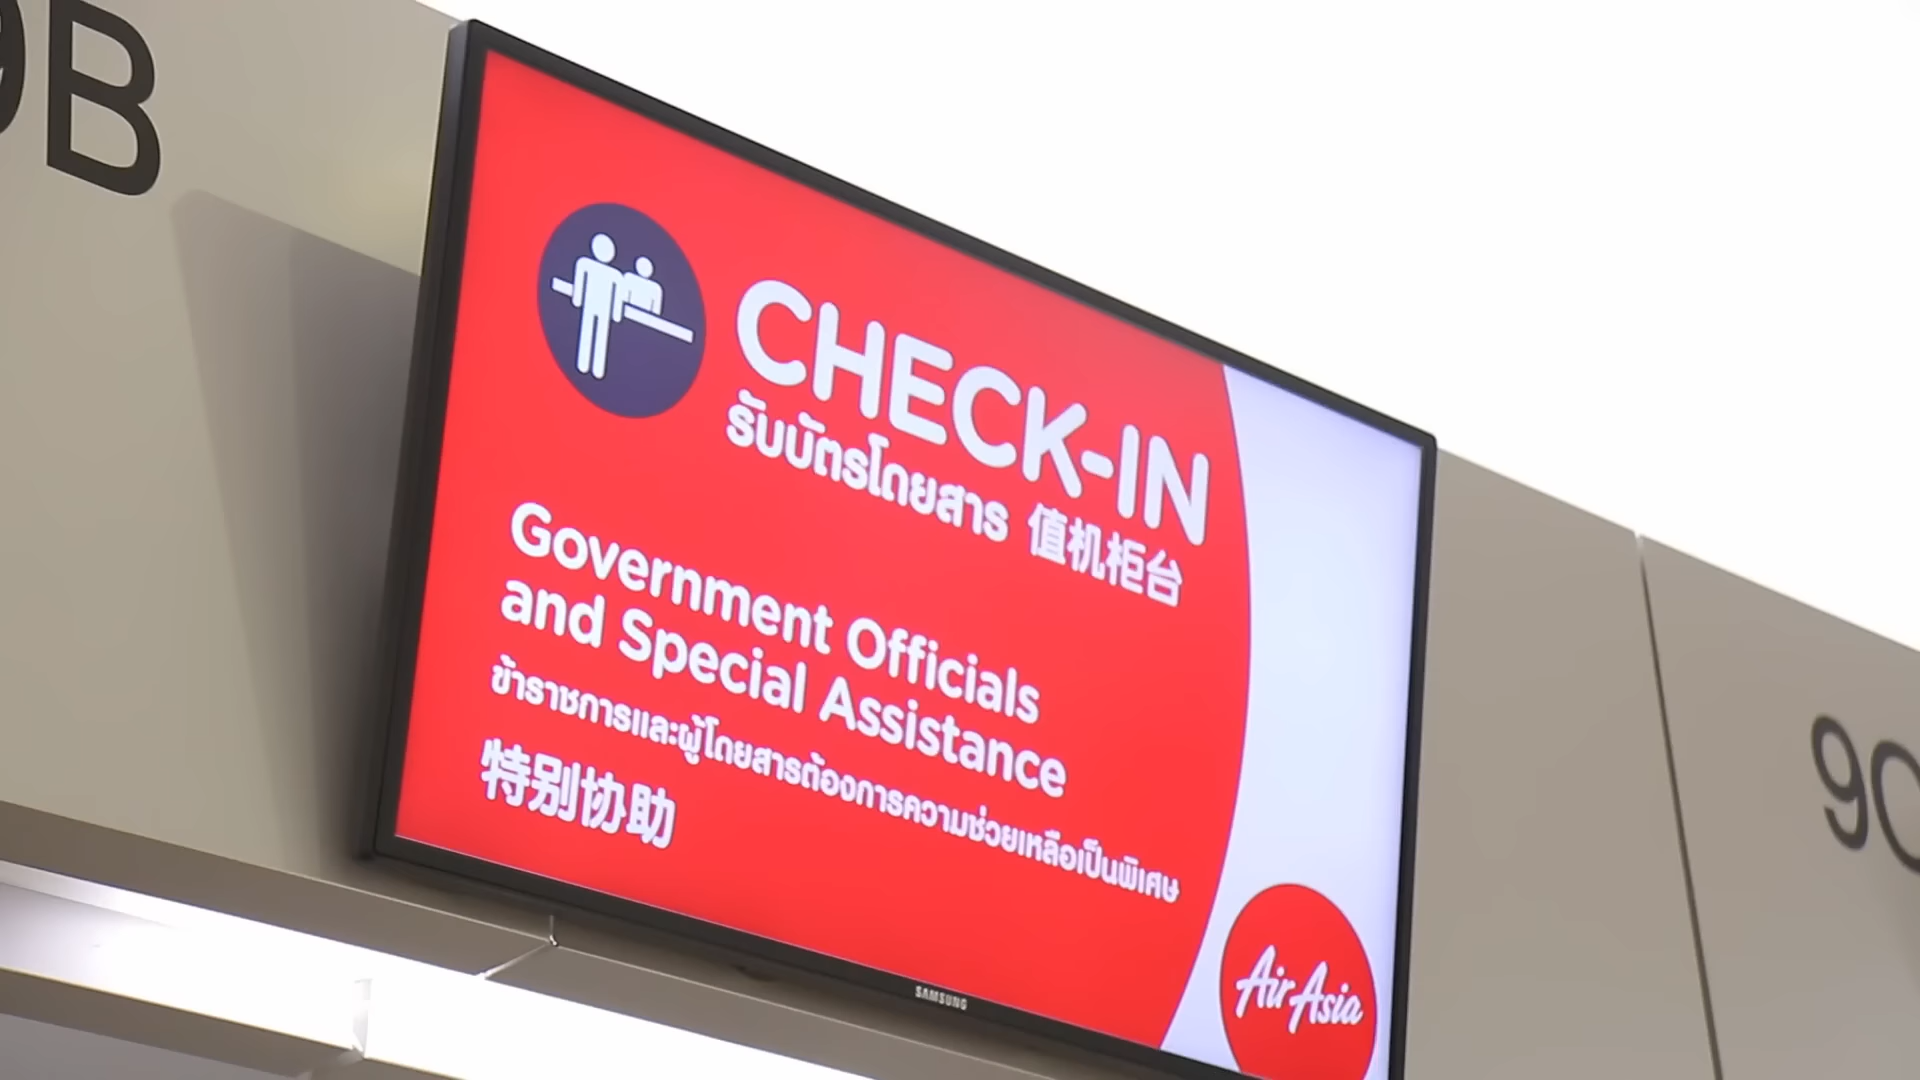 9B
CHECK-IN
รับบัตรโดยสาร 值机柜台
Government Officials
and Special Assistance
ข้าราชการและผู้โดยสารต้องการความช่วยเหลือเป็นพิเศษ
特别协助
AirAsia
SAMSUNG
9C